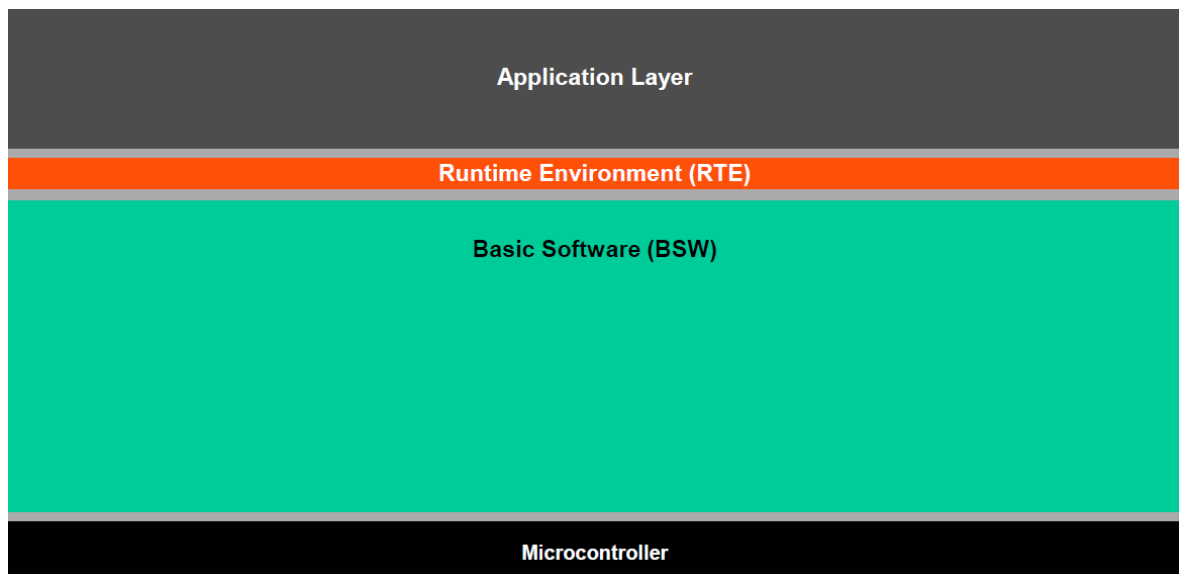 Application Layer
Runtime Environment (RTE)
Basic Software (BSW)
Microcontroller